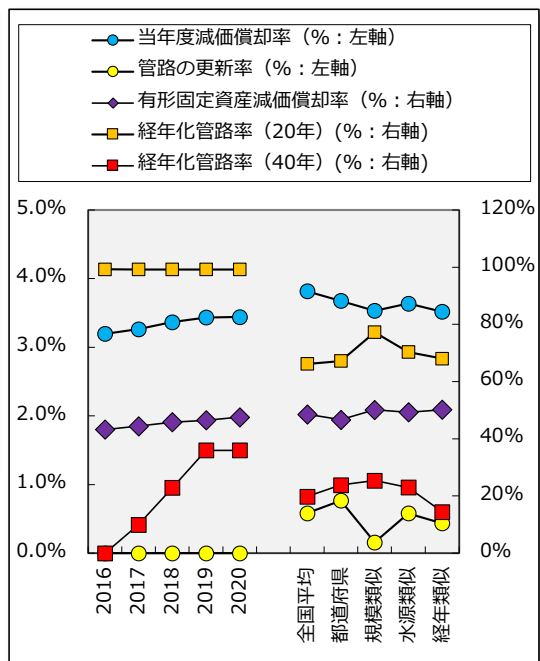 当年度減価償却率（%：左軸）
管路の更新率（%：左軸）
有形固定資産減価償却率（%：右軸）
経年化管路率（20年）(%：右軸)
経年化管路率（40年）(%：右軸)
5.0%
4.0%
3.0%
2.0%
1.0%
0.0%
120%
100%
80%
60%
40%
20%
0%
2016
2017
2018
2019
2020
全国平均
都道府県
規模類似
水源類似
経年類似